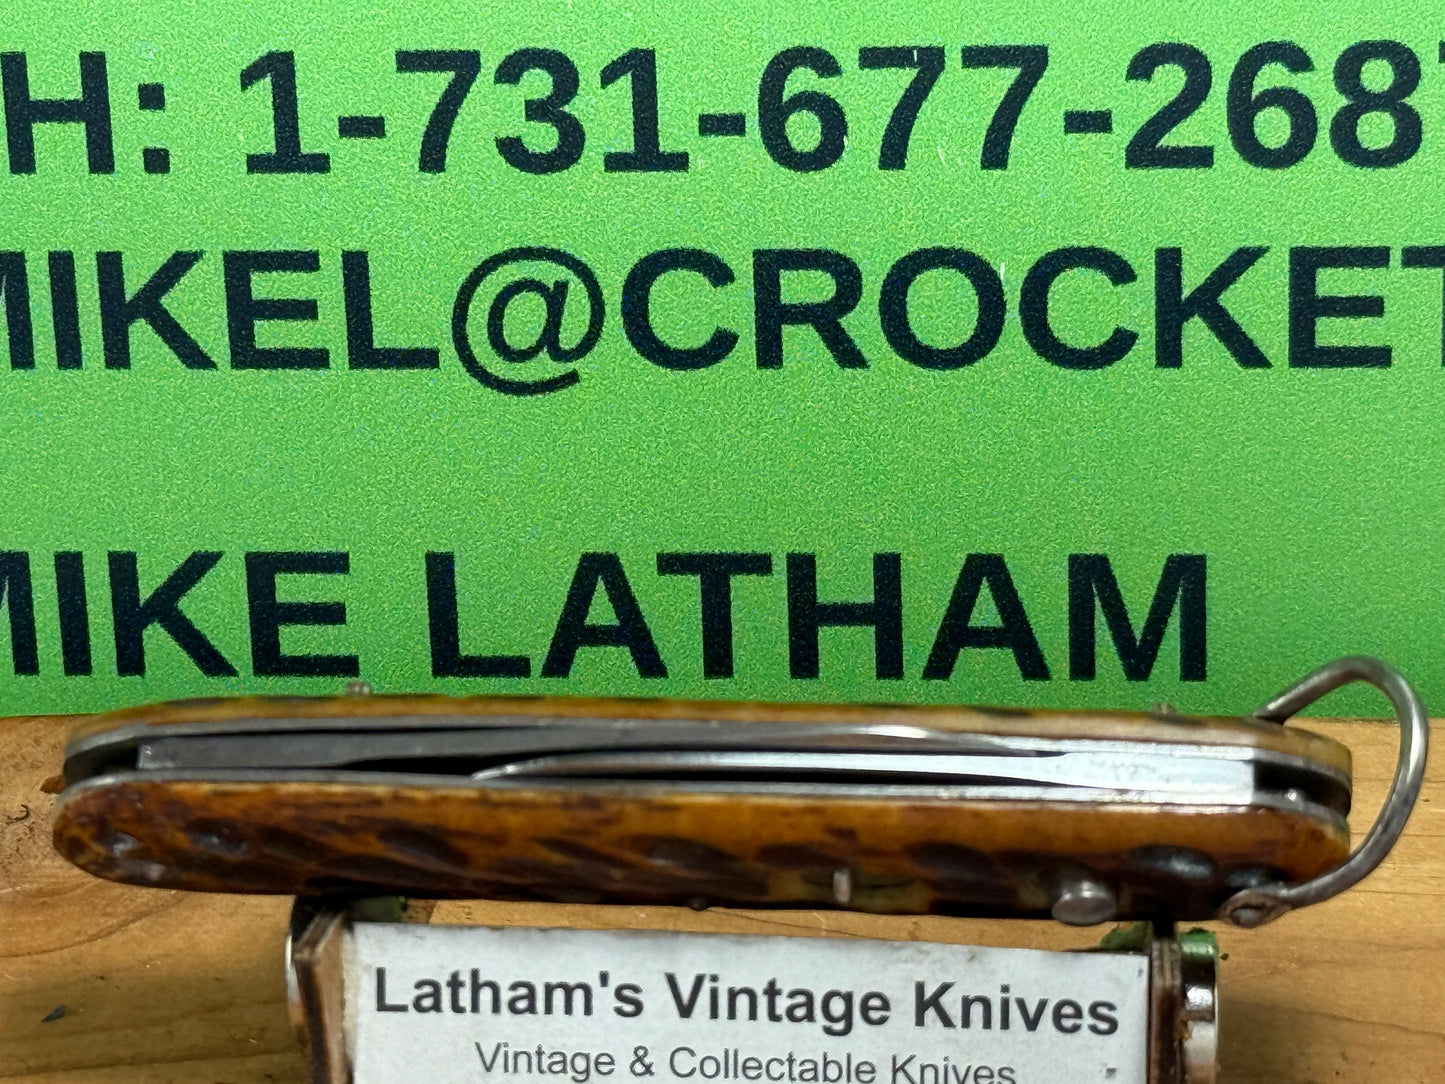 H: 1-731-677-268
MIKEL@CROCKET
MIKE LATHAM
Latham's Vintage Knives
Vintage & Collectable Knives